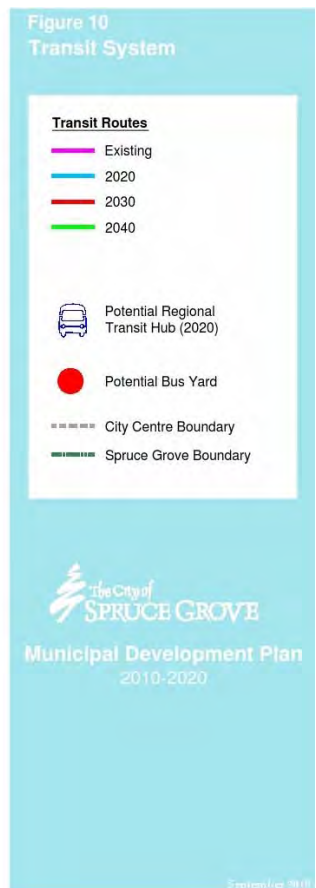 Figure 10
Transit System
Transit Routes
Existing
2020
2030
2040
Potential Regional
Transit Hub (2020)
Potential Bus Yard
City Centre Boundary
Spruce Grove Boundary
The City of
SPRUCE GROVE
Municipal Development Plan
2010-2020
September